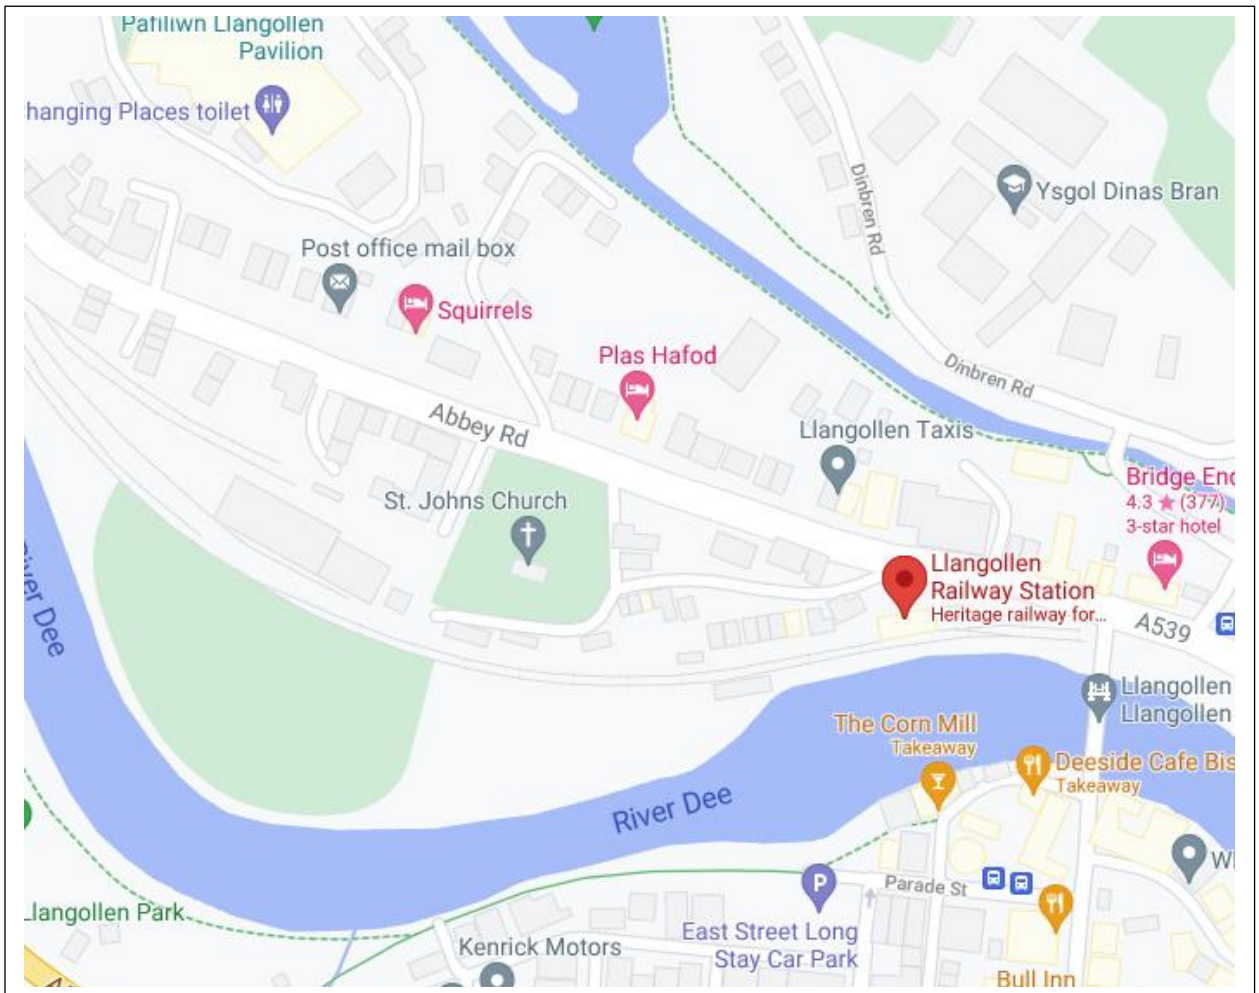 Pafiliwn Llangollen
Pavilion
hanging Places toilet
Dinbren Rd
Ysgol Dinas Bran
Post office mail box
Squirrels
Plas Hafod
Dinbren Rd
Abbey Rd
Llangollen Taxis
Bridge End
4.3 ★ (377)
3-star hotel
St. Johns Church
Llangollen
Railway Station
Heritage railway for...
River Dee
A539
Llangollen
Llangollen
The Corn Mill
Takeaway
Deeside Cafe Bis
Takeaway
River Dee
P
Parade St
Llangollen Park
East Street Long
Stay Car Park
Kenrick Motors
Bull Inn